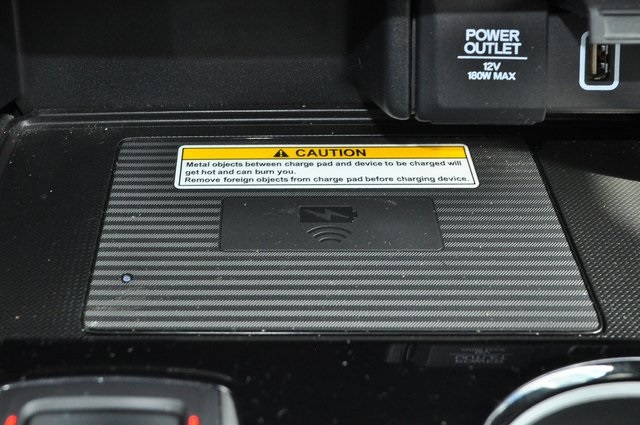 POWER
OUTLET
12V
180W MAX
CAUTION
Metal objects between charge pad and device to be charged will
get hot and can burn you.
Remove foreign objects from charge pad before charging device.